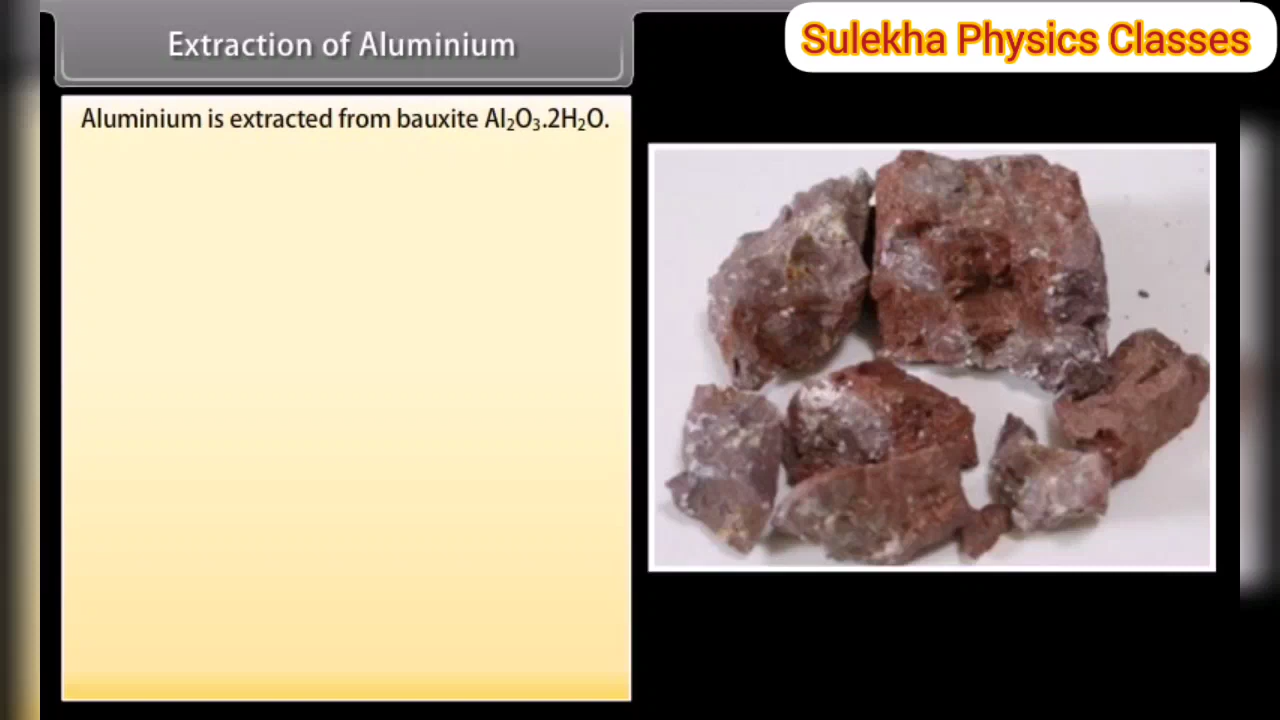 Extraction of Aluminium
Sulekha Physics Classes
Aluminium is extracted from bauxite Al₂O₃.2H₂O.